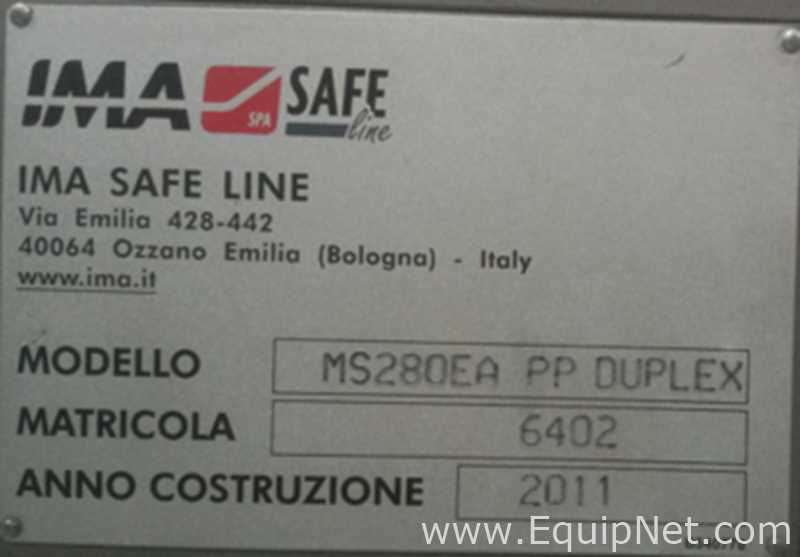 IMA SPA SAFE line
IMA SAFE LINE
Via Emilia 428-442
40064 Ozzano Emilia (Bologna) - Italy
www.ima.it
MODELLO MS280EA PP DUPLEX
MATRICOLA 6402
ANNO COSTRUZIONE 2011
www.EquipNet.com